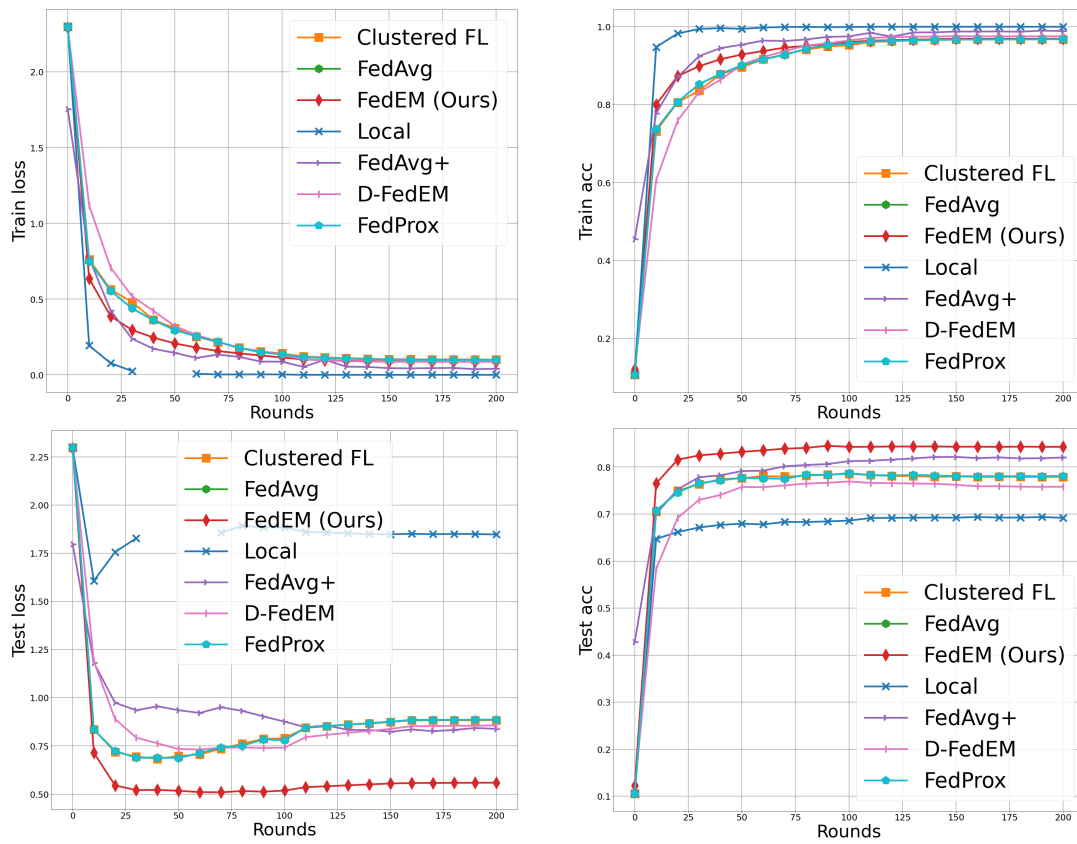 Train loss
2.0
1.5
1.0
0.5
0.0
0 25 50 75 100 125 150 175 200
Rounds
Clustered FL
FedAvg
FedEM (Ours)
Local
FedAvg+
D-FedEM
FedProx
Train acc
1.0
0.8
0.6
0.4
0.2
0 25 50 75 100 125 150 175 200
Rounds
Clustered FL
FedAvg
FedEM (Ours)
Local
FedAvg+
D-FedEM
FedProx
Test loss
2.25
2.00
1.75
1.50
1.25
1.00
0.75
0.50
0 25 50 75 100 125 150 175 200
Rounds
Clustered FL
FedAvg
FedEM (Ours)
Local
FedAvg+
D-FedEM
FedProx
Test acc
0.8
0.7
0.6
0.5
0.4
0.3
0.2
0.1
0 25 50 75 100 125 150 175 200
Rounds
Clustered FL
FedAvg
FedEM (Ours)
Local
FedAvg+
D-FedEM
FedProx